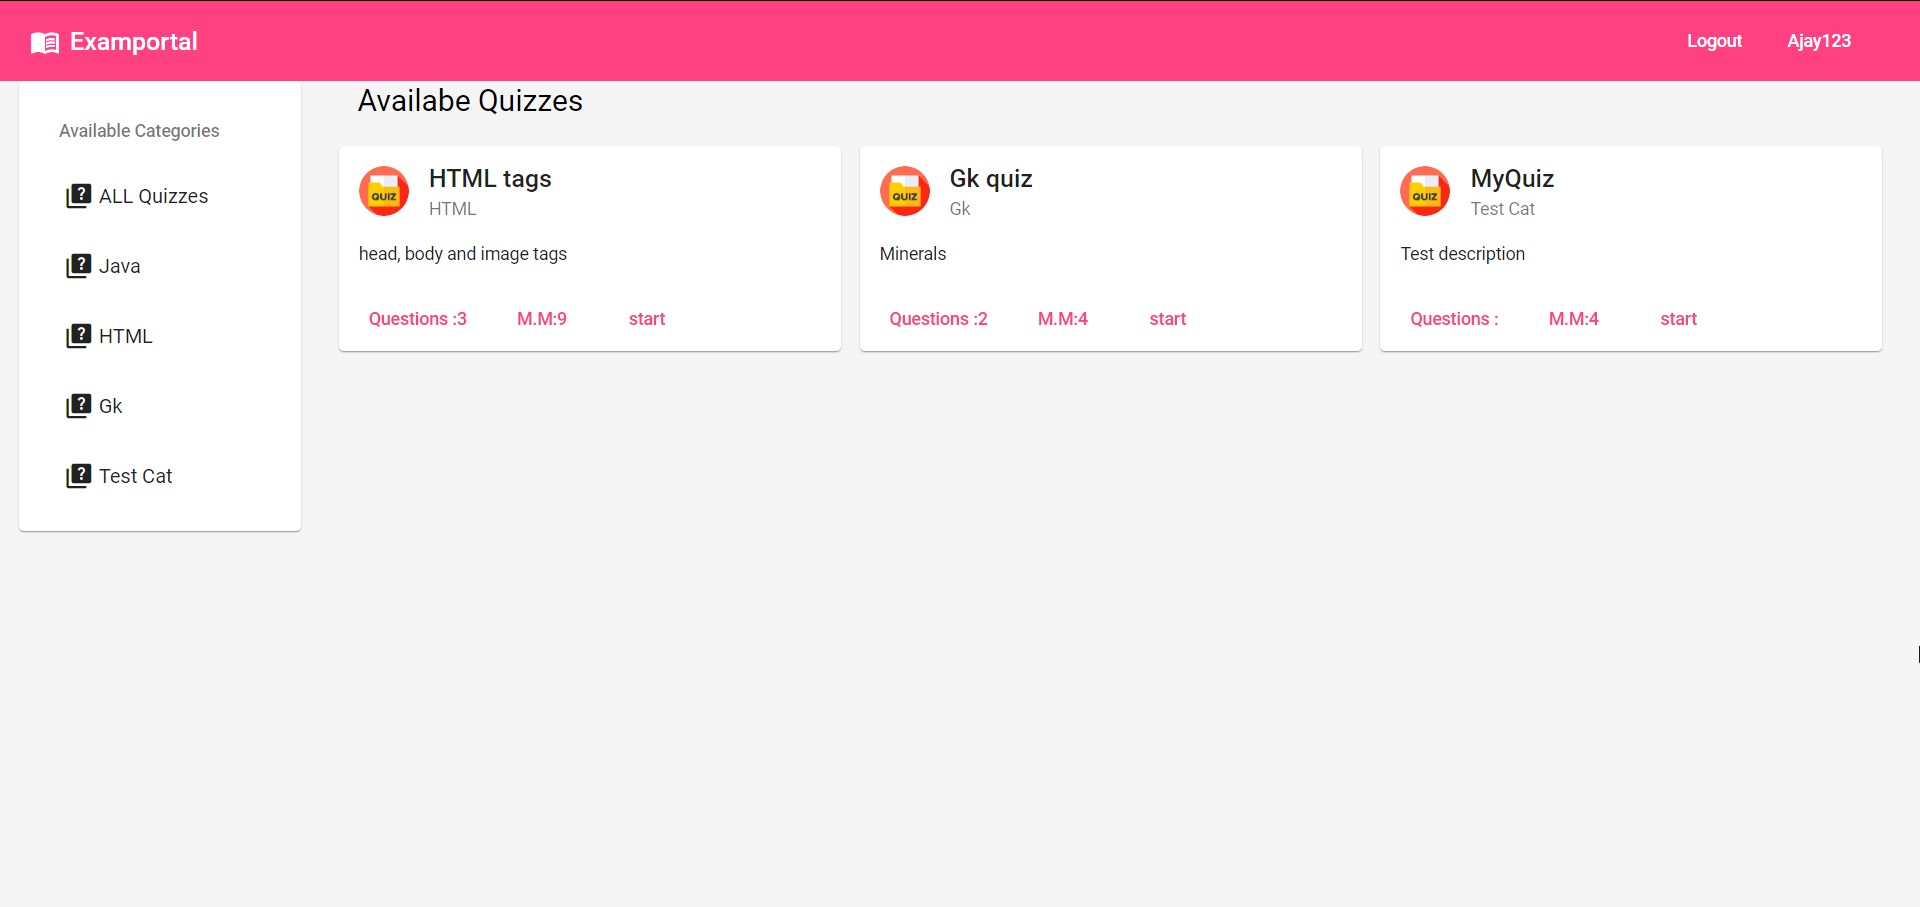 Examportal
Logout
Ajay123
Available Categories
ALL Quizzes
Java
HTML
Gk
Test Cat
Availabe Quizzes
QUIZ
HTML tags
HTML
head, body and image tags
Questions :3 M.M:9 start
QUIZ
Gk quiz
Gk
Minerals
Questions :2 M.M:4 start
QUIZ
MyQuiz
Test Cat
Test description
Questions : M.M:4 start